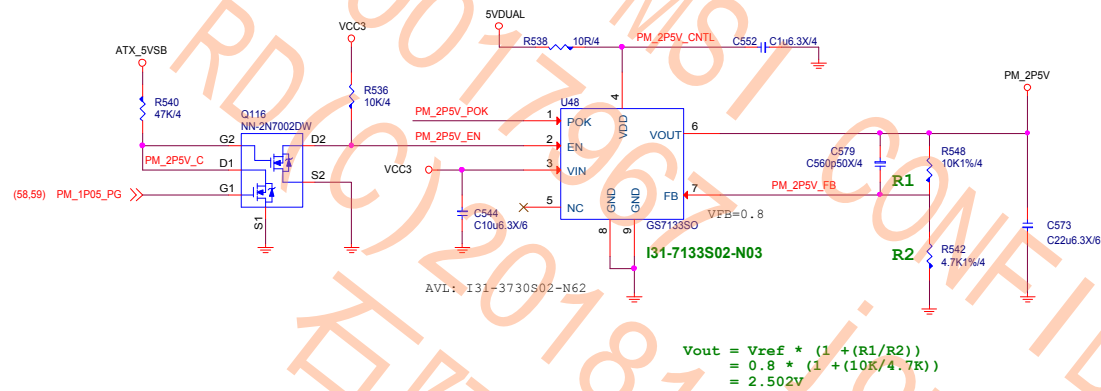 5VDUAL
ATX_5VSB
VCC3
R538
10R/4
PM_2P5V_CNTL
C552
C1u6.3X/4
PM_2P5V
R540
47K/4
R536
10K/4
Q116
NN-2N7002DW
U48
4
PM_2P5V_POK
1
POK
VDD
VOUT
6
G2
D2
PM_2P5V_EN
2
EN
C579
C560p50X/4
R548
10K1%/4
PM_2P5V_C
D1
S2
VCC3
3
VIN
R1
(58,59)
PM_1P05_PG
G1
FB
7
PM_2P5V_FB
S1
C544
C10u6.3X/6
5
NC
GND
GND
GS7133SO
VFB=0.8
C573
C22u6.3X/6
8
9
I31-7133S02-N03
R2
R542
4.7K1%/4
AVL: I31-3730S02-N62
Vout = Vref * (1 +(R1/R2))
= 0.8 * (1 +(10K/4.7K))
= 2.502V
MSI CONFI
RD(C)20181
0017967